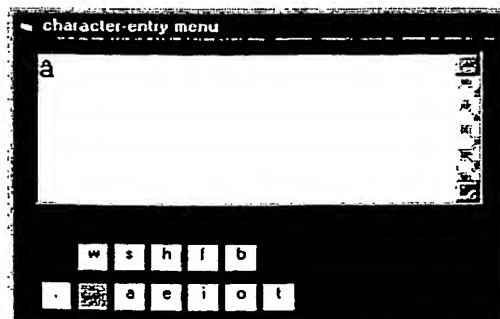 character-entry menu
a
w s h f b
. a e i o t